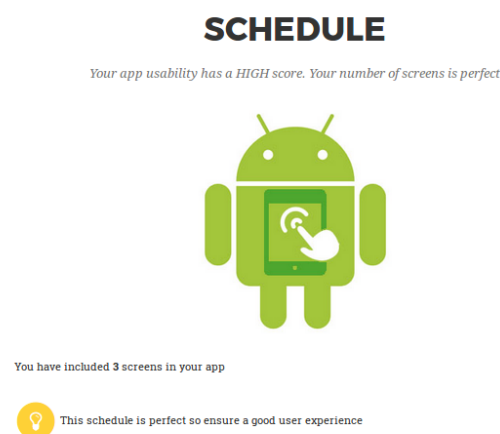 SCHEDULE
Your app usability has a HIGH score. Your number of screens is perfect
You have included 3 screens in your app
This schedule is perfect so ensure a good user experience